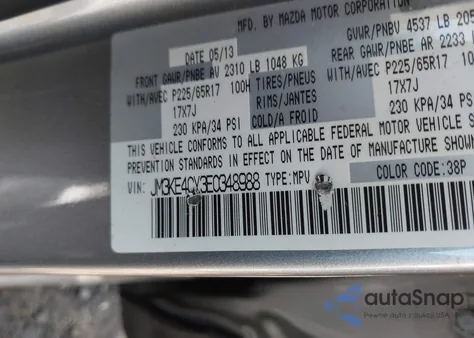 MFD. BY MAZDA MOTOR CORPORATION
DATE 05/13
GVWR/PNBV 4537 LB 205
FRONT GAWR/PNBE AV 2310 LB 1048 KG
REAR GAWR/PNBE AR 2233 L
WITH/AVEC P225/65R17 100H TIRES/PNEUS WITH/AVEC P225/65R17
17X7J RIMS/JANTES 17X7J
230 KPA/34 PSI COLD/A FROID 230 KPA/34 PSI
THIS VEHICLE CONFORMS TO ALL APPLICABLE FEDERAL MOTOR VEHICLE
THEFT PREVENTION STANDARDS IN EFFECT ON THE DATE OF MANUFACTURE SHOWN
VIN: TYPE: MPV COLOR CODE: 38P
autoSnap